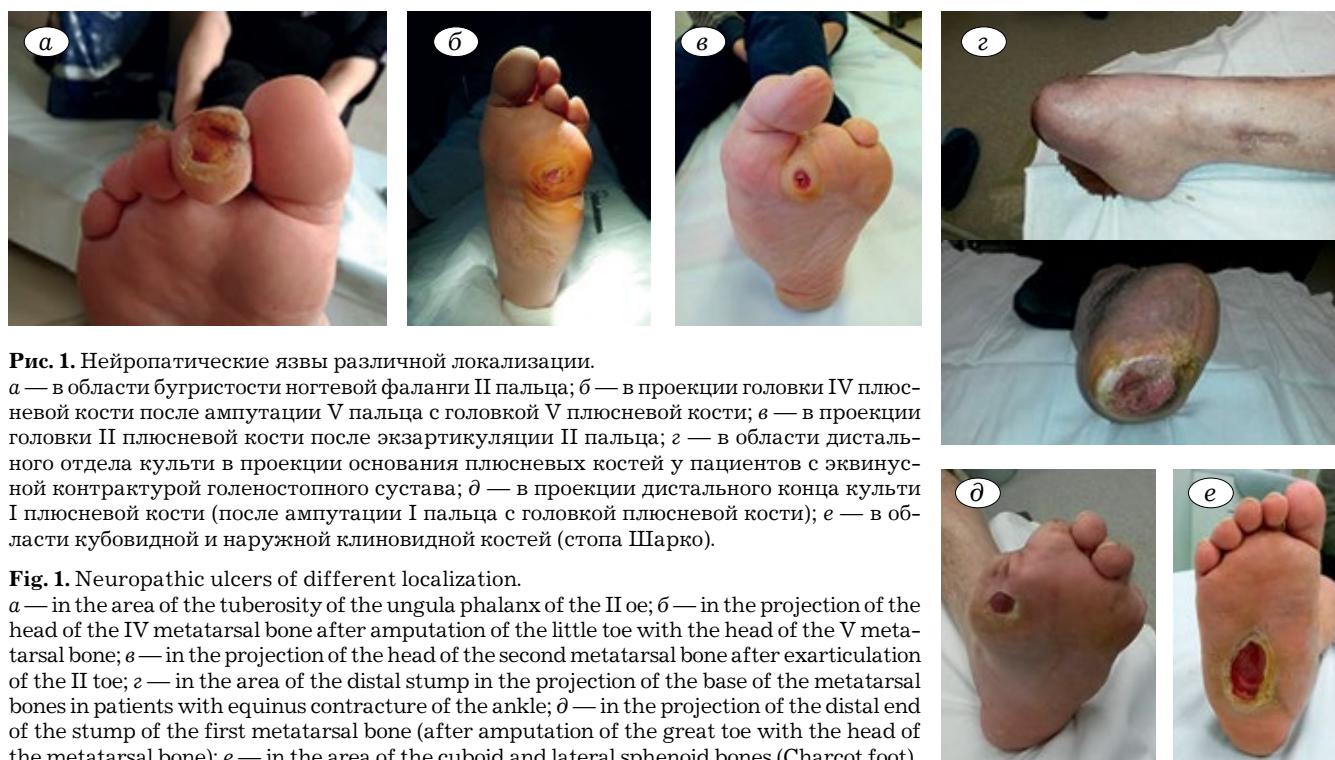 а
б
в
г
Рис. 1. Нейропатические язвы различной локализации.
а — в области бугристости ногтевой фаланги II пальца; б — в проекции головки IV плюс-
невой кости после ампутации V пальца с головкой V плюсневой кости; в — в проекции
головки II плюсневой кости после экзартикуляции II пальца; г — в области дисталь-
ного отдела культи в проекции основания плюсневых костей у пациентов с эквинус-
ной контрактурой голеностопного сустава; д — в проекции дистального конца культи
I плюсневой кости (после ампутации I пальца с головкой плюсневой кости); е — в об-
ласти кубовидной и наружной клиновидной костей (стопа Шарко).
Fig. 1. Neuropathic ulcers of different localization.
а — in the area of the tuberosity of the ungula phalanx of the II oe; б — in the projection of the
head of the IV metatarsal bone after amputation of the little toe with the head of the V meta-
tarsal bone; в — in the projection of the head of the second metatarsal bone after exarticulation
of the II toe; г — in the area of the distal stump in the projection of the base of the metatarsal
bones in patients with equinus contracture of the ankle; д — in the projection of the distal end
of the stump of the first metatarsal bone (after amputation of the great toe with the head of
the metatarsal bone); е — in the area of the cuboid and lateral sphenoid bones (Charcot foot).
д
е